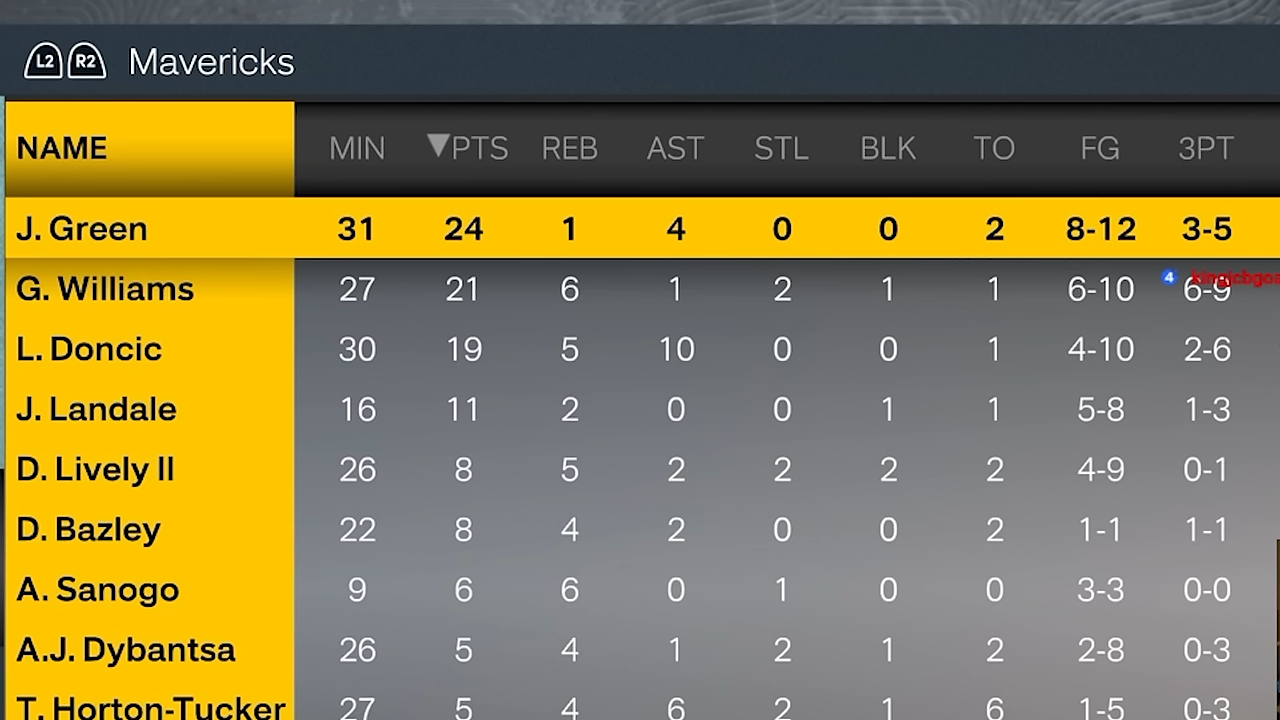 L2 R2 Mavericks
NAME MIN ▼PTS REB AST STL BLK TO FG 3PT
J. Green 31 24 1 4 0 0 2 8-12 3-5
G. Williams 27 21 6 1 2 1 1 6-10 6-9
4
L. Doncic 30 19 5 10 0 0 1 4-10 2-6
J. Landale 16 11 2 0 0 1 1 5-8 1-3
D. Lively II 26 8 5 2 2 2 2 4-9 0-1
D. Bazley 22 8 4 2 0 0 2 1-1 1-1
A. Sanogo 9 6 6 0 1 0 0 3-3 0-0
A.J. Dybantsa 26 5 4 1 2 1 2 2-8 0-3
T. Horton-Tucker 27 5 4 6 2 1 6 1-5 0-3